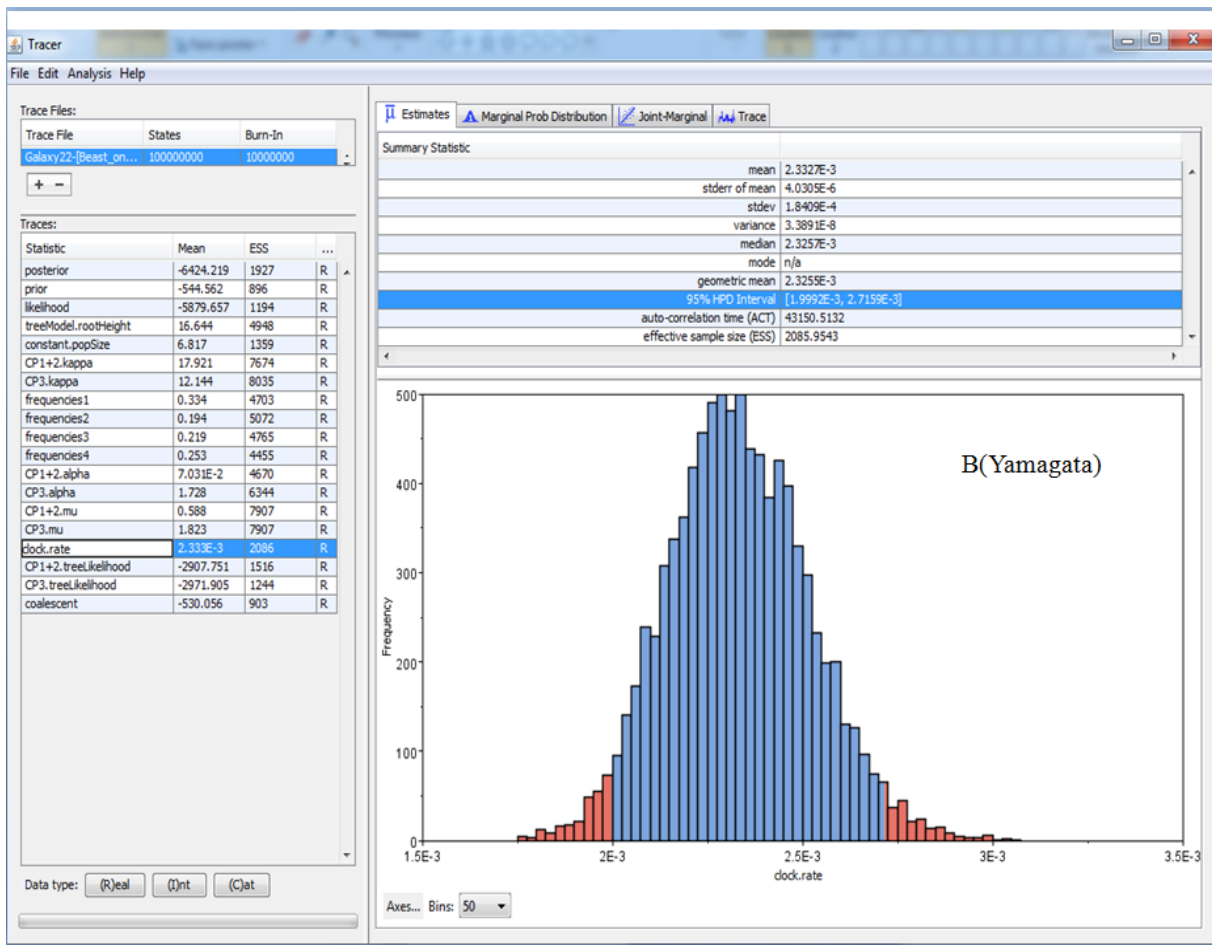 Tracer
File Edit Analysis Help
Trace Files:
Trace File States Burn-In
Galaxy22-[Beast_on... 100000000 10000000
+ -
Traces:
Statistic Mean ESS ...
posterior -6424.219 1927 R
prior -544.562 896 R
likelihood -5879.657 1194 R
treeModel.rootHeight 16.644 4948 R
constant.popSize 6.817 1359 R
CP1+2.kappa 17.921 7674 R
CP3.kappa 12.144 8035 R
frequencies1 0.334 4703 R
frequencies2 0.194 5072 R
frequencies3 0.219 4765 R
frequencies4 0.253 4455 R
CP1+2.alpha 7.031E-2 4670 R
CP3.alpha 1.728 6344 R
CP1+2.mu 0.588 7907 R
CP3.mu 1.823 7907 R
clock.rate 2.333E-3 2086 R
CP1+2.treeLikelihood -2907.751 1516 R
CP3.treeLikelihood -2971.905 1244 R
coalescent -530.056 903 R
Data type: (R)eal (I)nt (C)at
Estimates Marginal Prob Distribution Joint-Marginal Trace
Summary Statistic
mean 2.3327E-3
stderr of mean 4.0305E-6
stdev 1.8409E-4
variance 3.3891E-8
median 2.3257E-3
mode n/a
geometric mean 2.3255E-3
95% HPD Interval [1.9992E-3, 2.7159E-3]
auto-correlation time (ACT) 43150.5132
effective sample size (ESS) 2085.9543
B(Yamagata)
Frequency
500
400
300
200
100
0
1.5E-3 2E-3 2.5E-3 3E-3 3.5E-3
clock.rate
Axes... Bins: 50